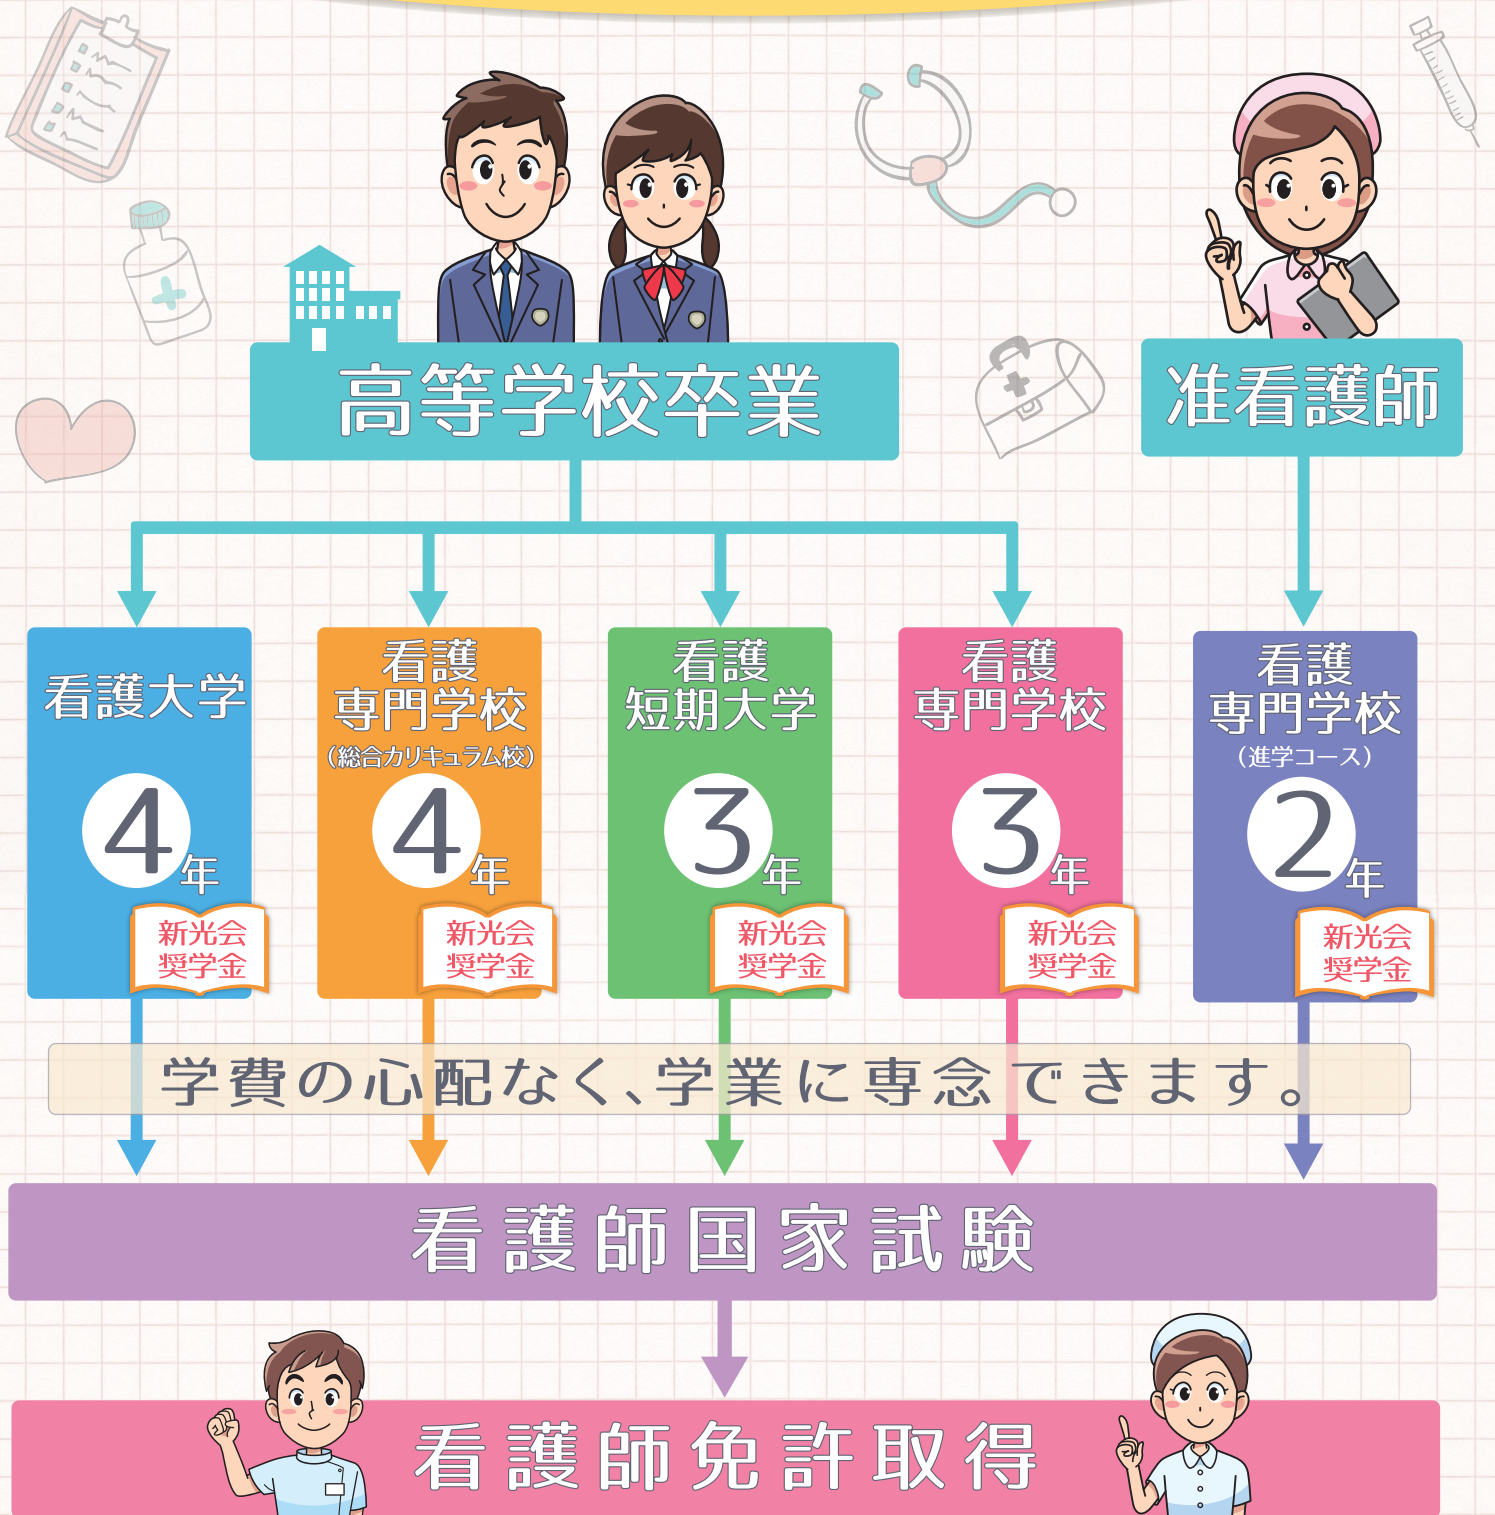 高等学校卒業
准看護師
看護大学
4年
新光会
奨学金
看護
専門学校
（総合カリキュラム校）
4年
新光会
奨学金
看護
短期大学
3年
新光会
奨学金
看護
専門学校
3年
新光会
奨学金
看護
専門学校
（進学コース）
2年
新光会
奨学金
学費の心配なく、学業に専念できます。
看護師国家試験
看護師免許取得